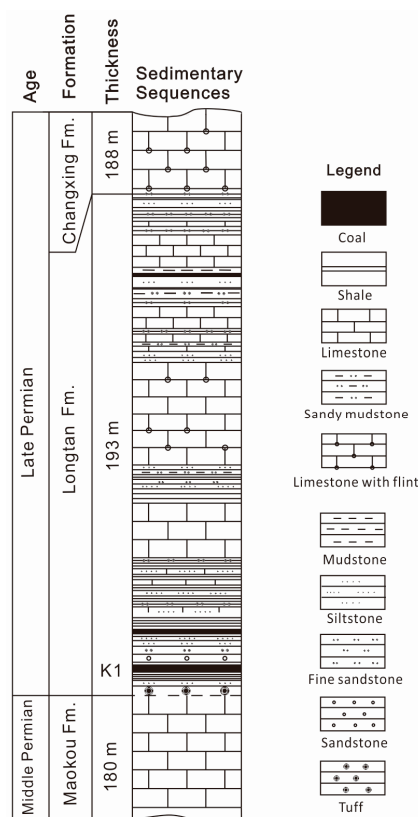 Age
Formation
Thickness
Sedimentary
Sequences
Late Permian
Middle Permian
Changxing Fm.
Longtan Fm.
Maokou Fm.
188 m
193 m
K1
180 m
Legend
Coal
Shale
Limestone
Sandy mudstone
Limestone with flint
Mudstone
Siltstone
Fine sandstone
Sandstone
Tuff